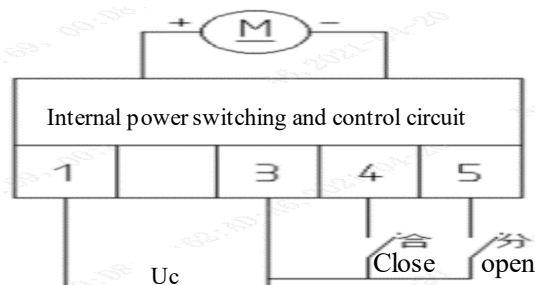 + M −
Internal power switching and control circuit
1 3 4 5
合 分
Close open
Uc